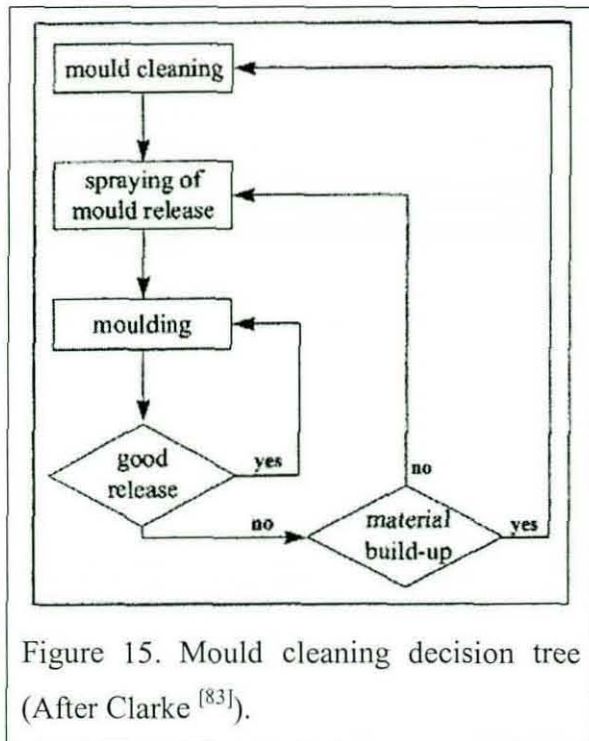 mould cleaning
spraying of
mould release
moulding
good
release
yes
no
no
material
build-up
yes
Figure 15. Mould cleaning decision tree
(After Clarke [83]).